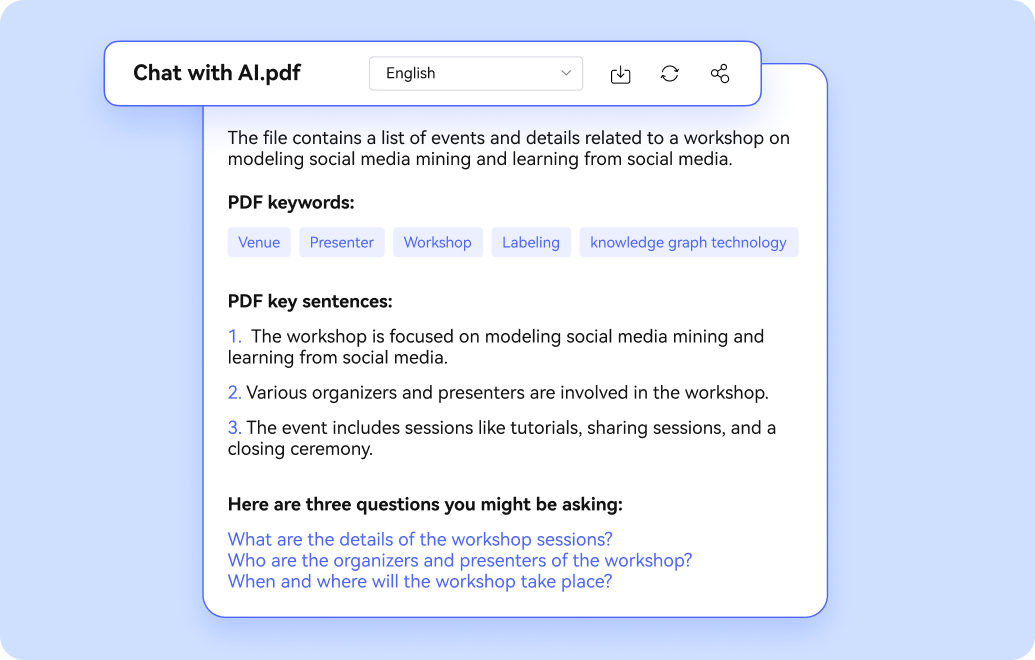 Chat with AI.pdf
English
The file contains a list of events and details related to a workshop on
modeling social media mining and learning from social media.
PDF keywords:
Venue Presenter Workshop Labeling knowledge graph technology
PDF key sentences:
1. The workshop is focused on modeling social media mining and
learning from social media.
2. Various organizers and presenters are involved in the workshop.
3. The event includes sessions like tutorials, sharing sessions, and a
closing ceremony.
Here are three questions you might be asking:
What are the details of the workshop sessions?
Who are the organizers and presenters of the workshop?
When and where will the workshop take place?